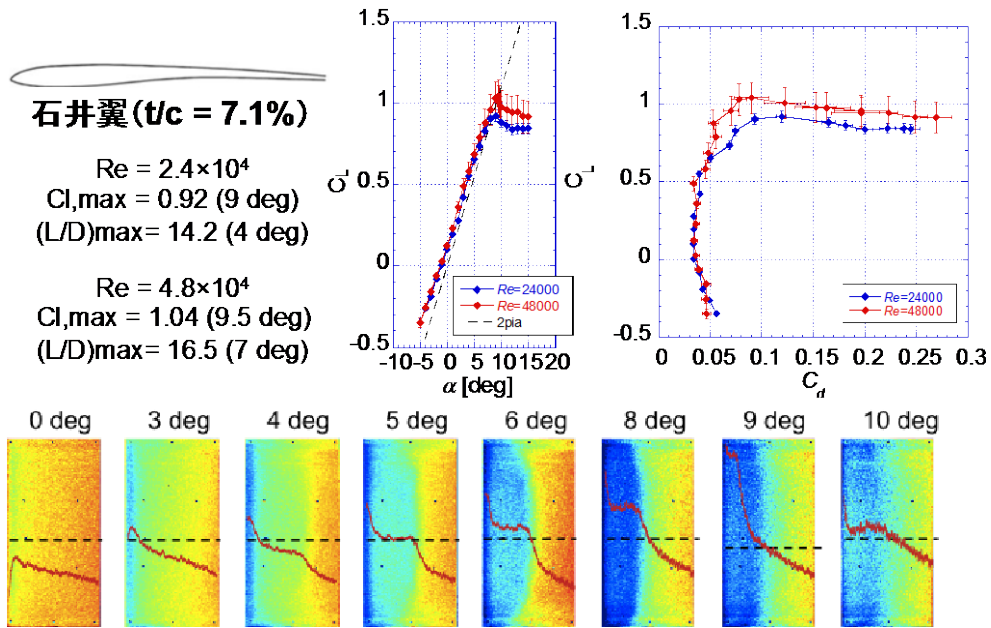 石井翼(t/c = 7.1%)
Re = 2.4×10⁴
Cl,max = 0.92 (9 deg)
(L/D)max= 14.2 (4 deg)
Re = 4.8×10⁴
Cl,max = 1.04 (9.5 deg)
(L/D)max= 16.5 (7 deg)
1.5
1
0.5
0
-0.5
C_L
-10 -5 0 5 10 15 20
α [deg]
Re=24000
Re=48000
2pia
1.5
1
0.5
0
-0.5
C_L
0 0.05 0.1 0.15 0.2 0.25 0.3
C_d
Re=24000
Re=48000
0 deg 3 deg 4 deg 5 deg 6 deg 8 deg 9 deg 10 deg